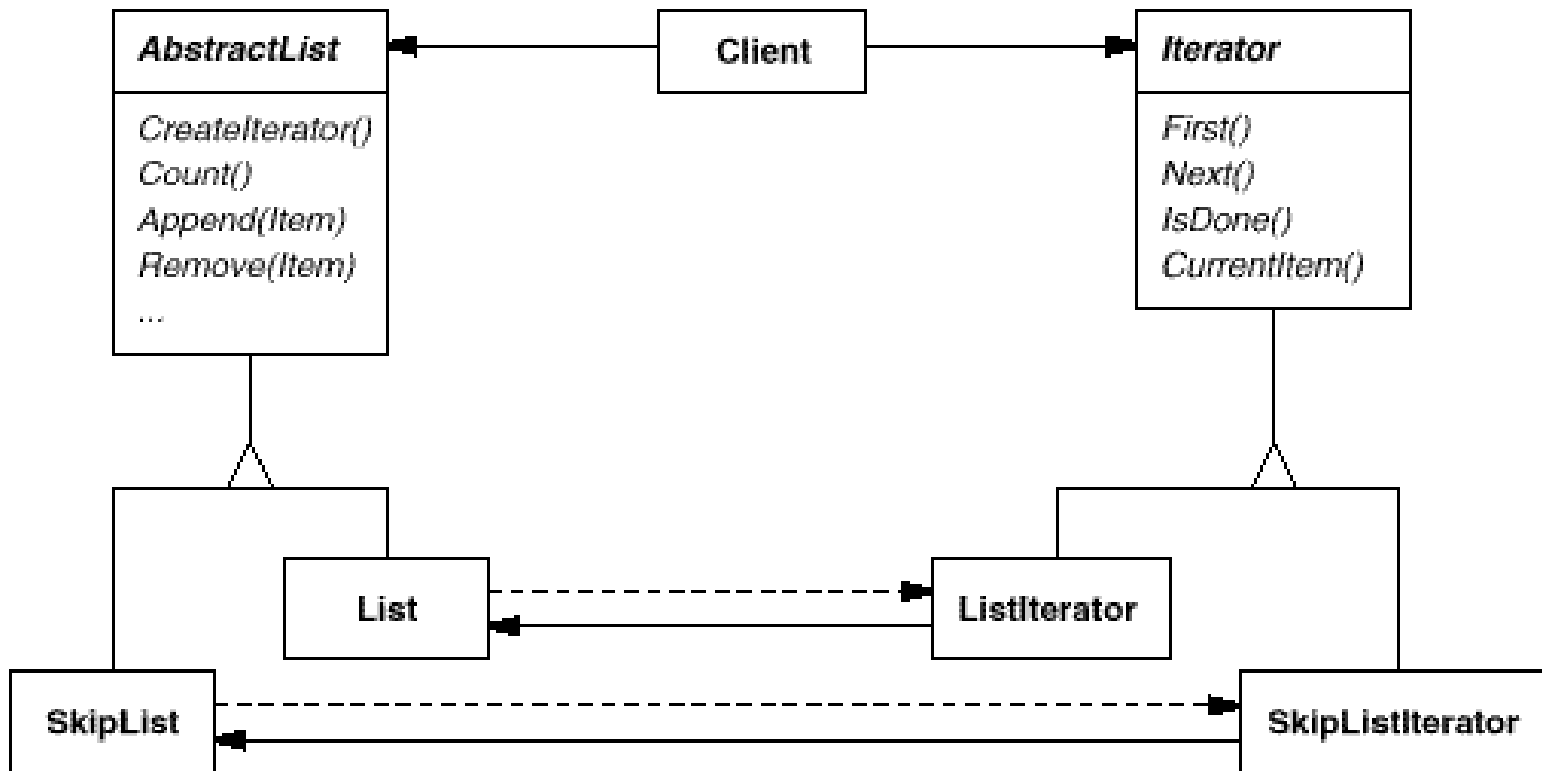 AbstractList
CreateIterator()
Count()
Append(Item)
Remove(Item)
...
Client
Iterator
First()
Next()
IsDone()
CurrentItem()
List
ListIterator
SkipList
SkipListIterator